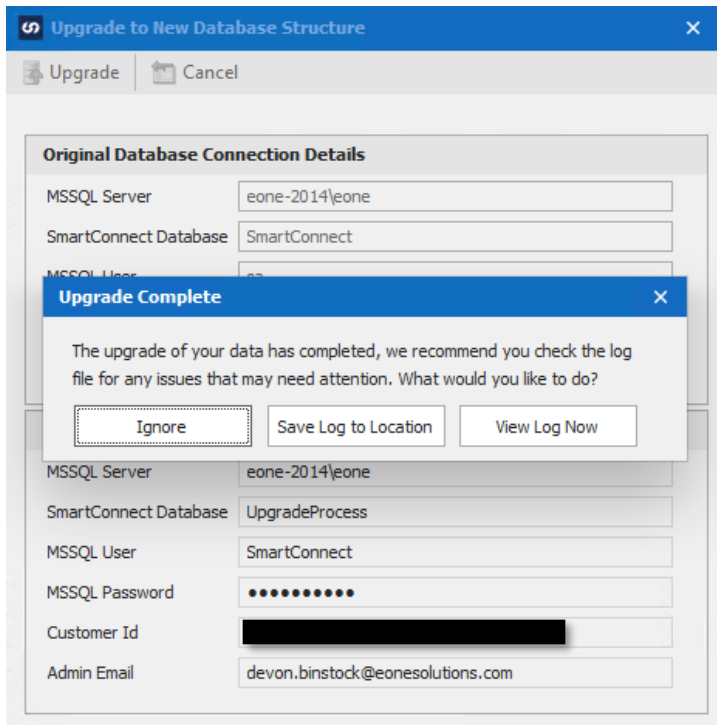 Upgrade to New Database Structure
Upgrade Cancel
Original Database Connection Details
MSSQL Server eone-2014\eone
SmartConnect Database SmartConnect
MSSQL User sa
Upgrade Complete
The upgrade of your data has completed, we recommend you check the log
file for any issues that may need attention. What would you like to do?
Ignore Save Log to Location View Log Now
MSSQL Server eone-2014\eone
SmartConnect Database UpgradeProcess
MSSQL User SmartConnect
MSSQL Password ●●●●●●●●●●
Customer Id
Admin Email devon.binstock@eonesolutions.com